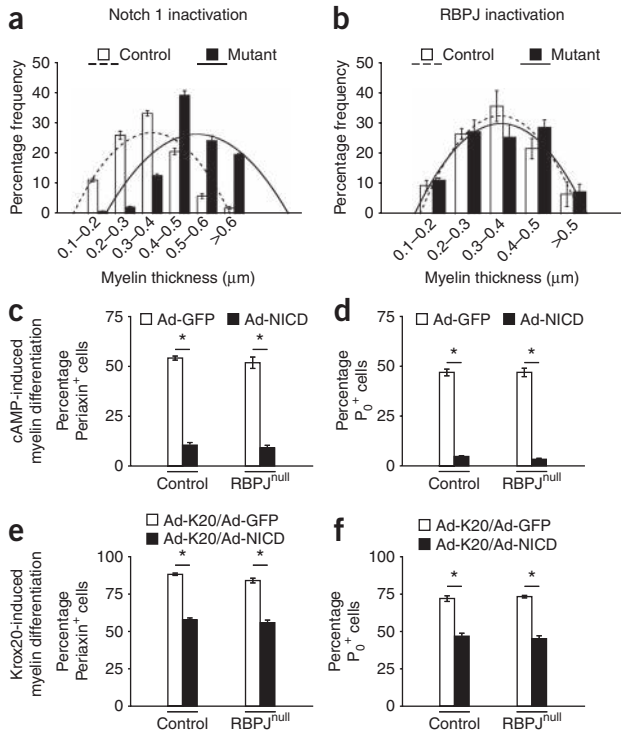 a Notch 1 inactivation
Control Mutant
Percentage frequency
50
40
30
20
10
0
0.1–0.2
0.2–0.3
0.3–0.4
0.4–0.5
0.5–0.6
>0.6
Myelin thickness (μm)
b RBPJ inactivation
Control Mutant
Percentage frequency
50
40
30
20
10
0
0.1–0.2
0.2–0.3
0.3–0.4
0.4–0.5
>0.5
Myelin thickness (μm)
c
Ad-GFP Ad-NICD
cAMP-induced
myelin differentiation
Percentage
Periaxin+ cells
75
50
25
0
* *
Control RBPJnull
d
Ad-GFP Ad-NICD
Percentage
P0+ cells
75
50
25
0
* *
Control RBPJnull
e
Ad-K20/Ad-GFP
Ad-K20/Ad-NICD
Krox20-induced
myelin differentiation
Percentage
Periaxin+ cells
100
75
50
25
0
* *
Control RBPJnull
f
Ad-K20/Ad-GFP
Ad-K20/Ad-NICD
Percentage
P0+ cells
100
75
50
25
0
* *
Control RBPJnull